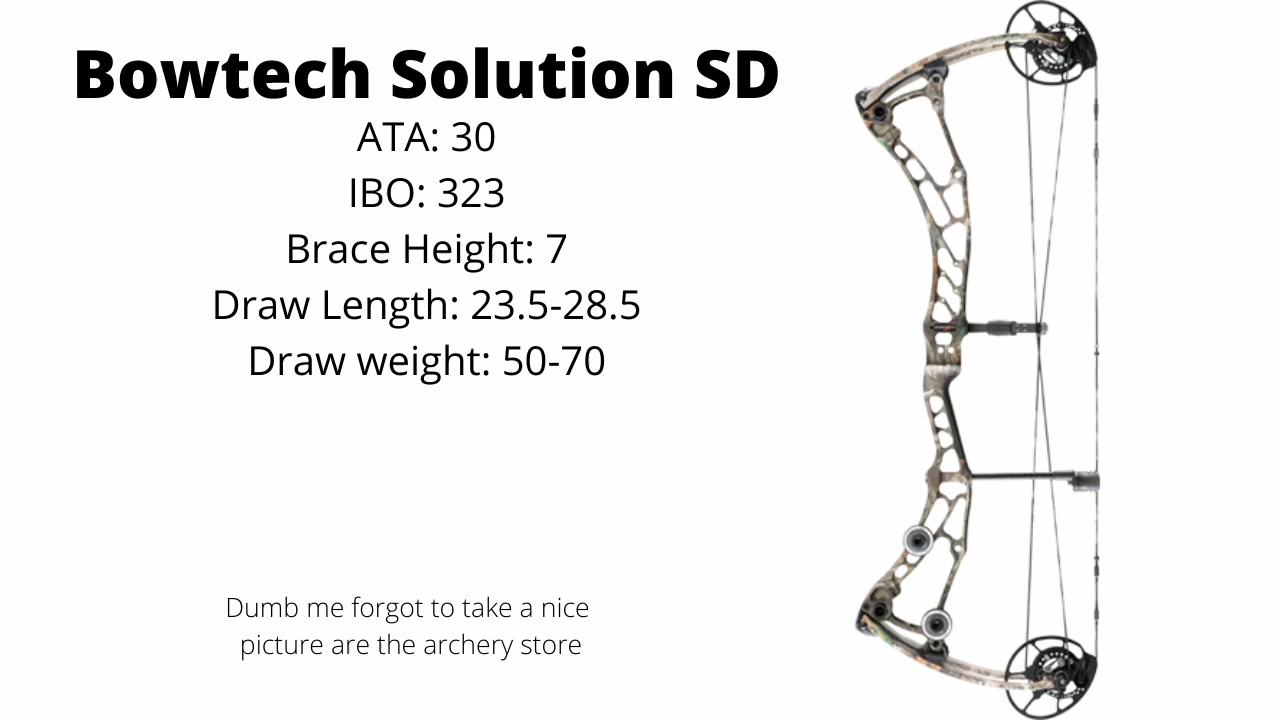 Bowtech Solution SD
ATA: 30
IBO: 323
Brace Height: 7
Draw Length: 23.5-28.5
Draw weight: 50-70
Dumb me forgot to take a nice
picture are the archery store